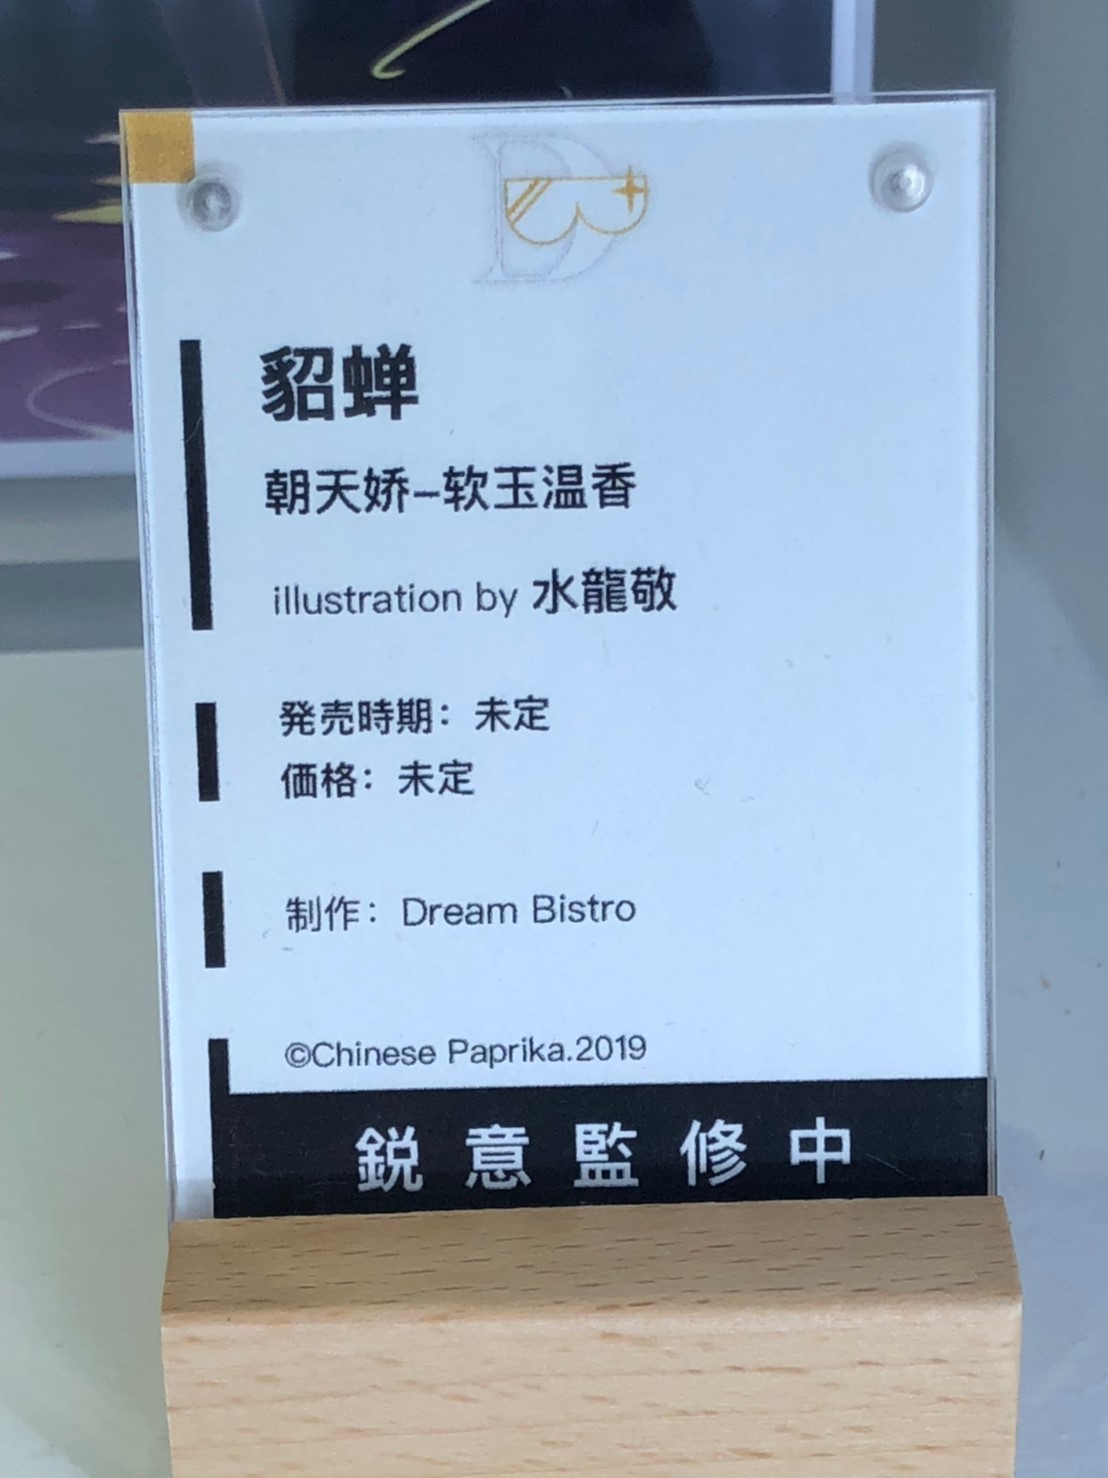 貂蝉
朝天娇–软玉温香
illustration by 水龍敬
発売時期：未定
価格：未定
制作：Dream Bistro
©Chinese Paprika.2019
鋭意監修中